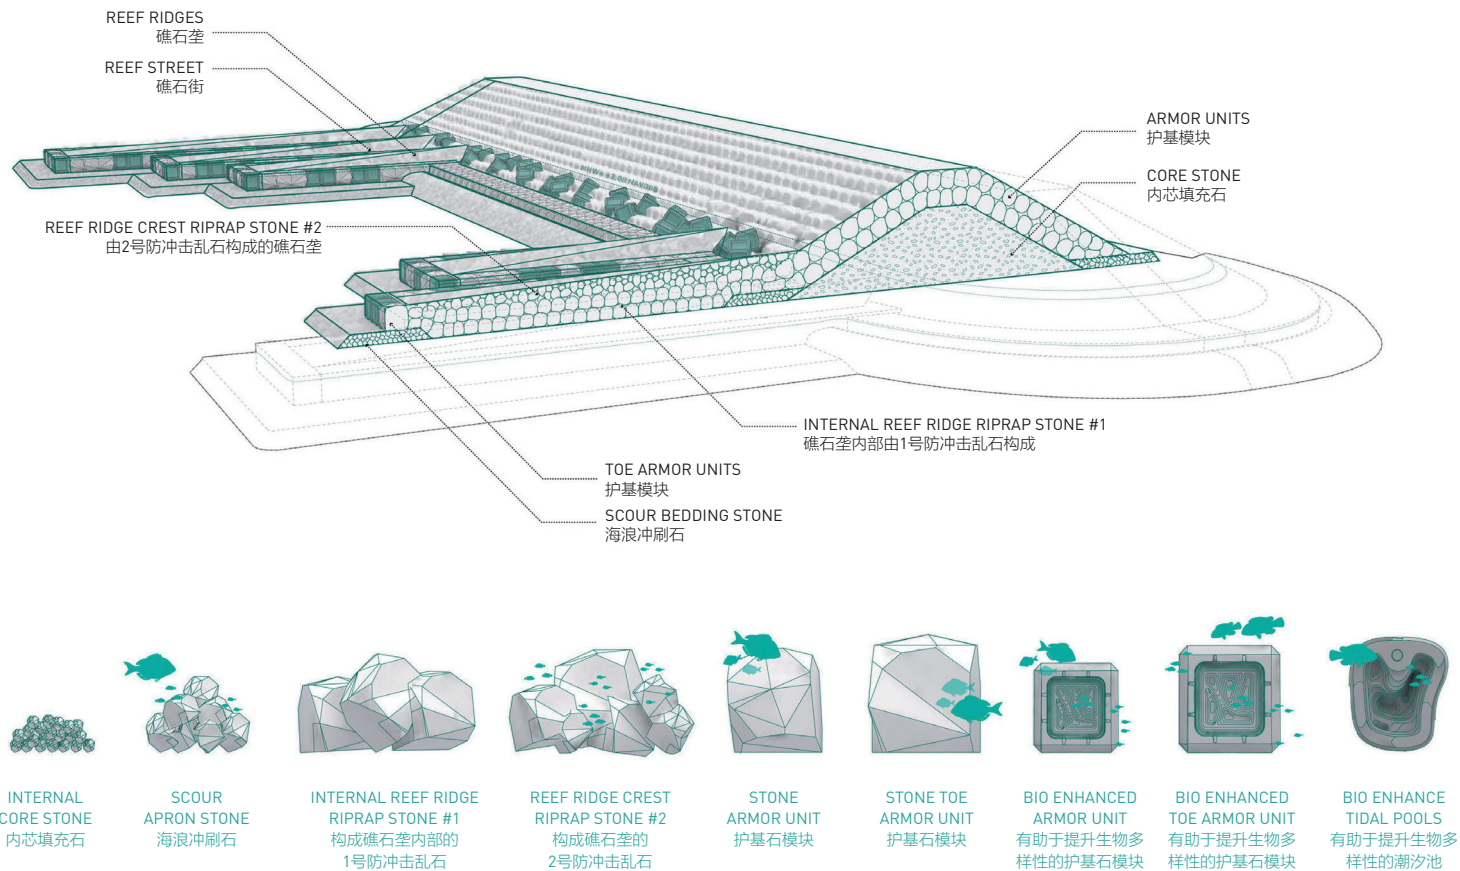 REEF RIDGES
礁石垄
REEF STREET
礁石街
ARMOR UNITS
护基模块
CORE STONE
内芯填充石
MHW= +2.00 NAVD88
REEF RIDGE CREST RIPRAP STONE #2
由2号防冲击乱石构成的礁石垄
INTERNAL REEF RIDGE RIPRAP STONE #1
礁石垄内部由1号防冲击乱石构成
TOE ARMOR UNITS
护基模块
SCOUR BEDDING STONE
海浪冲刷石
INTERNAL
CORE STONE
内芯填充石
SCOUR
APRON STONE
海浪冲刷石
INTERNAL REEF RIDGE
RIPRAP STONE #1
构成礁石垄内部的
1号防冲击乱石
REEF RIDGE CREST
RIPRAP STONE #2
构成礁石垄的
2号防冲击乱石
STONE
ARMOR UNIT
护基石模块
STONE TOE
ARMOR UNIT
护基石模块
BIO ENHANCED
ARMOR UNIT
有助于提升生物多
样性的护基石模块
BIO ENHANCED
TOE ARMOR UNIT
有助于提升生物多
样性的护基石模块
BIO ENHANCE
TIDAL POOLS
有助于提升生物多
样性的潮汐池